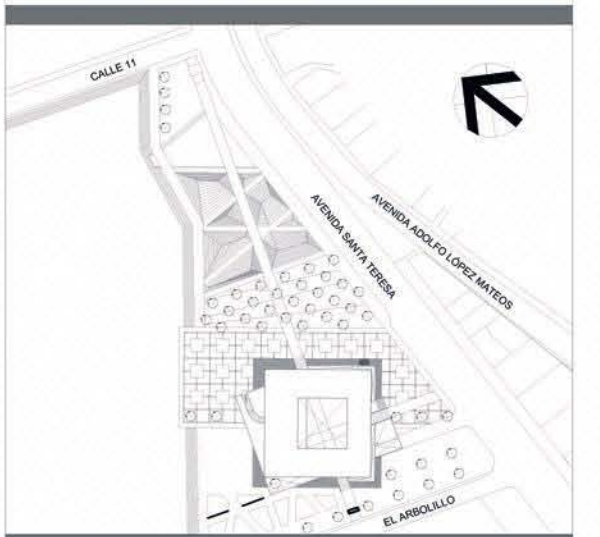 CALLE 11
AVENIDA SANTA TERESA
AVENIDA ADOLFO LÓPEZ MATEOS
EL ARBOLILLO